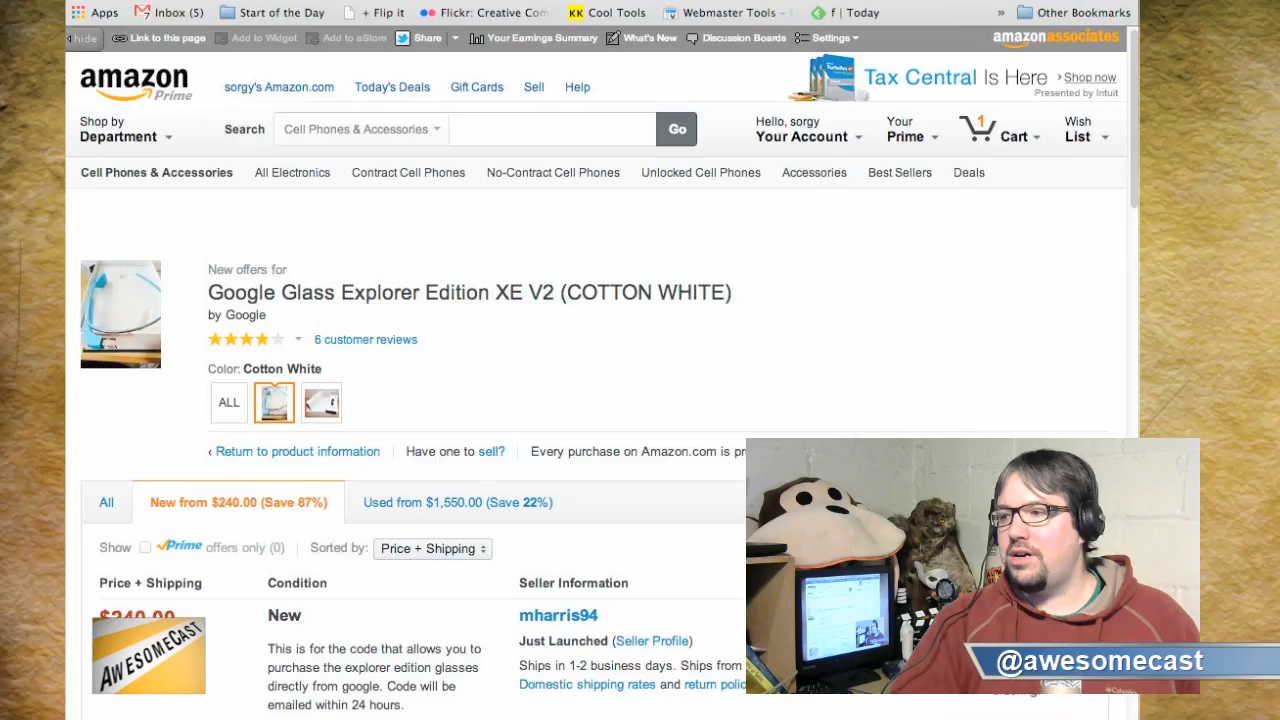 Apps Inbox (5) Start of the Day + Flip it Flickr: Creative Com KK Cool Tools Webmaster Tools - f | Today » Other Bookmarks
hide Link to this page Add to Widget Add to aStore Share Your Earnings Summary What's New Discussion Boards Settings amazonassociates
amazon Prime
sorgy's Amazon.com Today's Deals Gift Cards Sell Help
Tax Central Is Here › Shop now
Presented by Intuit
Shop by
Department
Search Cell Phones & Accessories Go
Hello, sorgy
Your Account
Your
Prime
1
Cart
Wish
List
Cell Phones & Accessories All Electronics Contract Cell Phones No-Contract Cell Phones Unlocked Cell Phones Accessories Best Sellers Deals
New offers for
Google Glass Explorer Edition XE V2 (COTTON WHITE)
by Google
6 customer reviews
Color: Cotton White
ALL
‹ Return to product information Have one to sell? Every purchase on Amazon.com is pr
All New from $240.00 (Save 87%) Used from $1,550.00 (Save 22%)
Show Prime offers only (0) Sorted by: Price + Shipping
Price + Shipping Condition Seller Information
$240.00 New mharris94
AWESOMECAST
This is for the code that allows you to
purchase the explorer edition glasses
directly from google. Code will be
emailed within 24 hours.
Just Launched (Seller Profile)
Ships in 1-2 business days. Ships from
Domestic shipping rates and return polic
@awesomecast